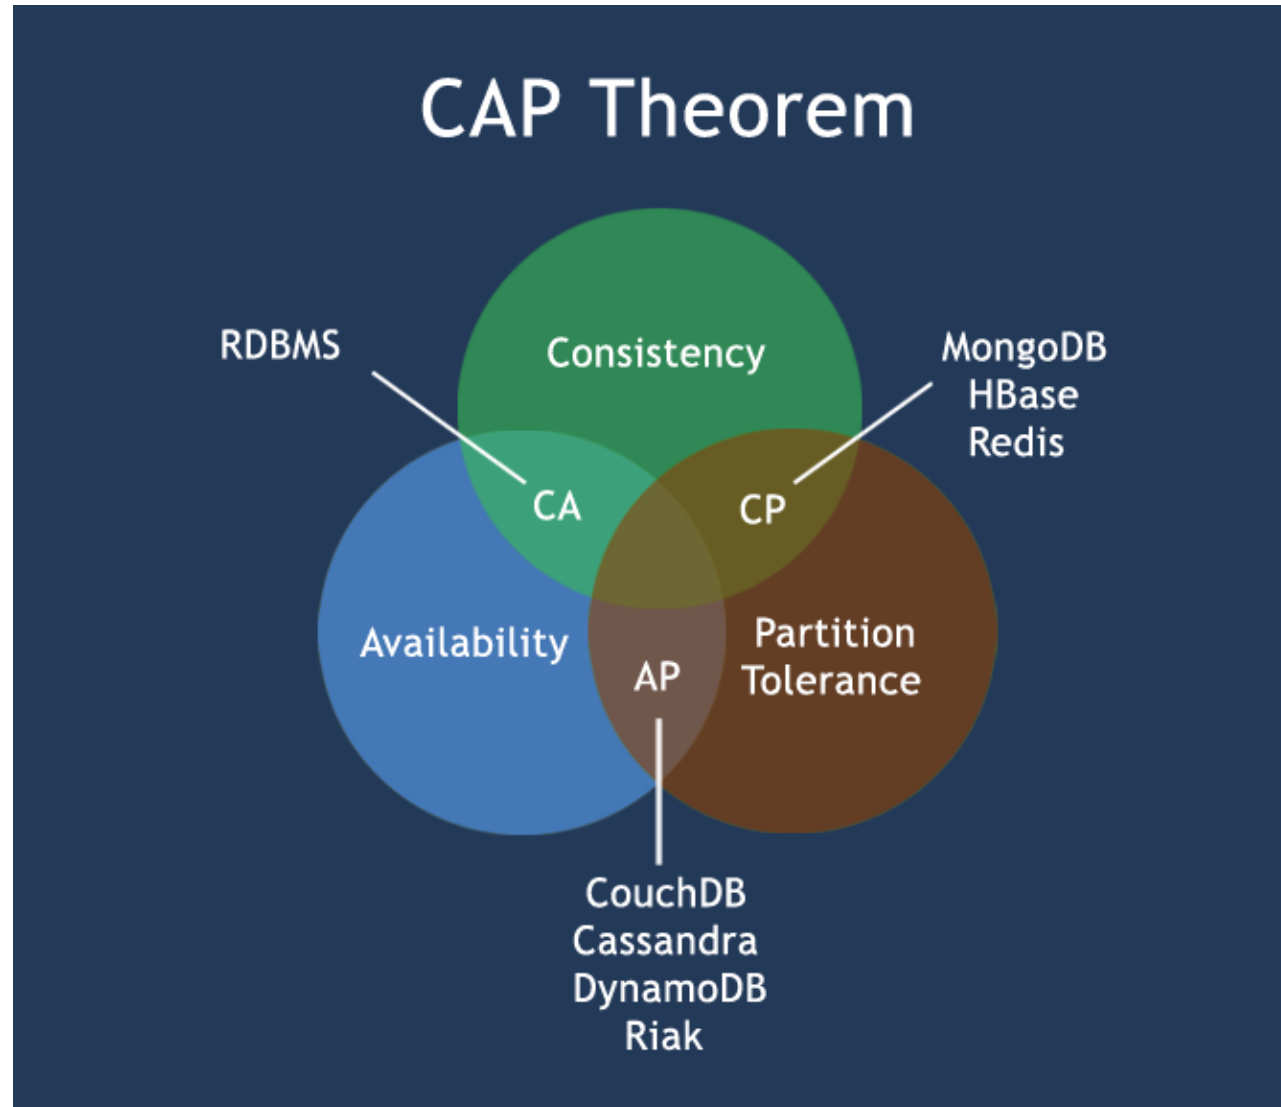 CAP Theorem
RDBMS
Consistency
MongoDB
HBase
Redis
CA
CP
Availability
Partition
Tolerance
AP
CouchDB
Cassandra
DynamoDB
Riak